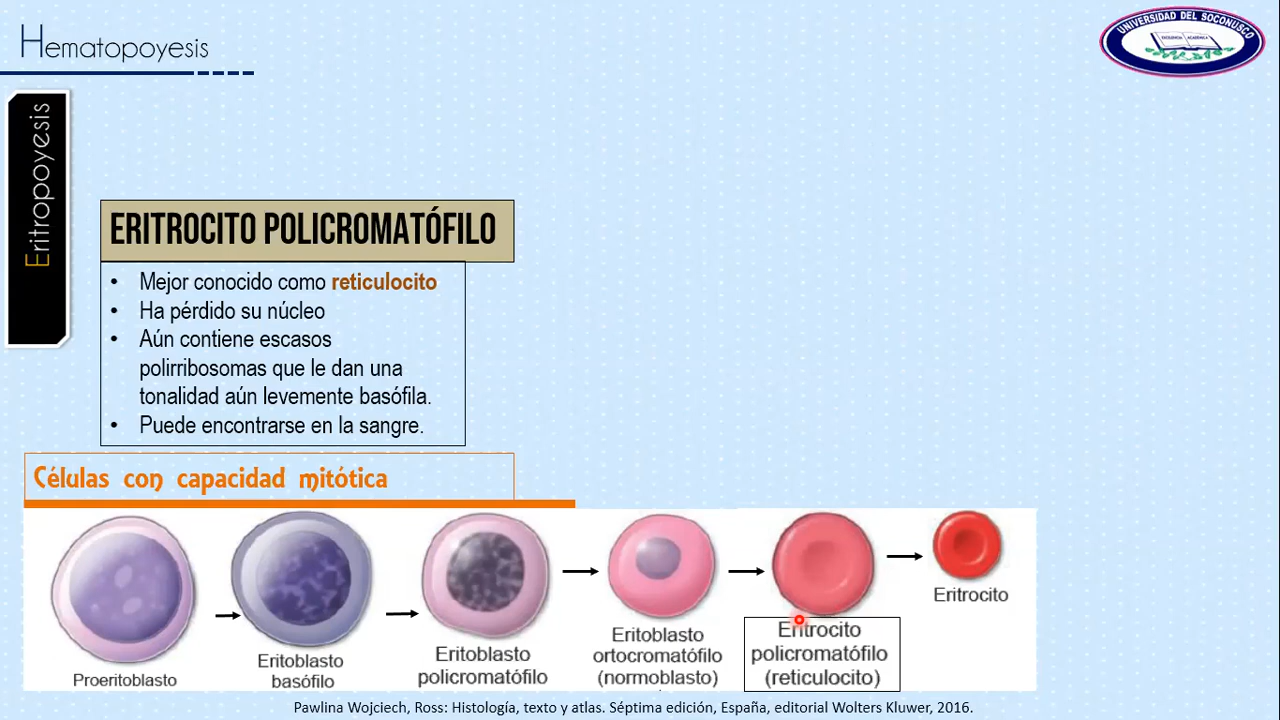 Hematopoyesis
UNIVERSIDAD DEL SOCONUSCO
EXCELENCIA ACADÉMICA
Eritropoyesis
ERITROCITO POLICROMATÓFILO
• Mejor conocido como reticulocito
• Ha pérdido su núcleo
• Aún contiene escasos
polirribosomas que le dan una
tonalidad aún levemente basófila.
• Puede encontrarse en la sangre.
Células con capacidad mitótica
Proeritoblasto
Eritoblasto
basófilo
Eritoblasto
policromatófilo
Eritoblasto
ortocromatófilo
(normoblasto)
Eritrocito
policromatófilo
(reticulocito)
Eritrocito
Pawlina Wojciech, Ross: Histología, texto y atlas. Séptima edición, España, editorial Wolters Kluwer, 2016.